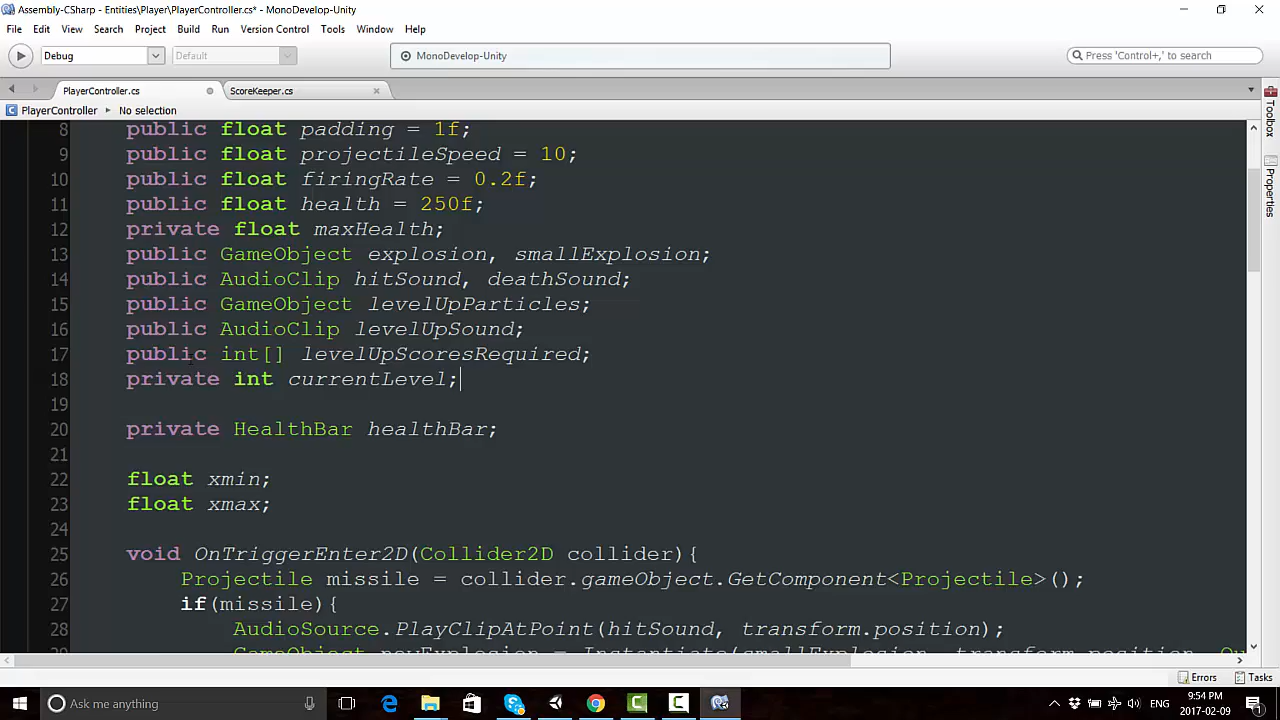 Assembly-CSharp - Entities\Player\PlayerController.cs* - MonoDevelop-Unity
File Edit View Search Project Build Run Version Control Tools Window Help
Debug Default MonoDevelop-Unity Press 'Control+,' to search
PlayerController.cs ScoreKeeper.cs
PlayerController No selection
8 public float padding = 1f;
9 public float projectileSpeed = 10;
10 public float firingRate = 0.2f;
11 public float health = 250f;
12 private float maxHealth;
13 public GameObject explosion, smallExplosion;
14 public AudioClip hitSound, deathSound;
15 public GameObject levelUpParticles;
16 public AudioClip levelUpSound;
17 public int[] levelUpScoresRequired;
18 private int currentLevel;
19
20 private HealthBar healthBar;
21
22 float xmin;
23 float xmax;
24
25 void OnTriggerEnter2D(Collider2D collider){
26 Projectile missile = collider.gameObject.GetComponent<Projectile>();
27 if(missile){
28 AudioSource.PlayClipAtPoint(hitSound, transform.position);
GameObject = Instantiate(smallExplosion, transform.position,
Toolbox
Properties
Errors Tasks
Ask me anything
9:54 PM
2017-02-09